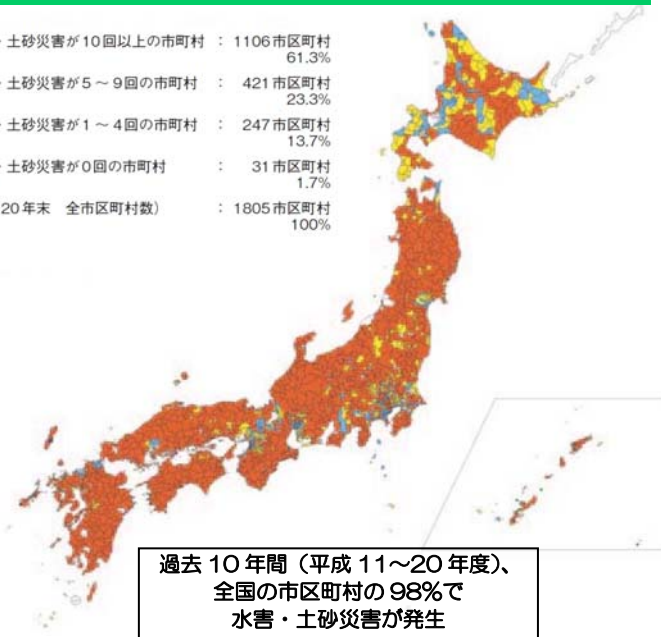 ・土砂災害が10回以上の市町村 : 1106市区町村
61.3%
・土砂災害が5～9回の市町村 : 421市区町村
23.3%
・土砂災害が1～4回の市町村 : 247市区町村
13.7%
・土砂災害が0回の市町村 : 31市区町村
1.7%
20年末 全市区町村数) : 1805市区町村
100%
過去10年間（平成11～20年度)、
全国の市区町村の98%で
水害・土砂災害が発生